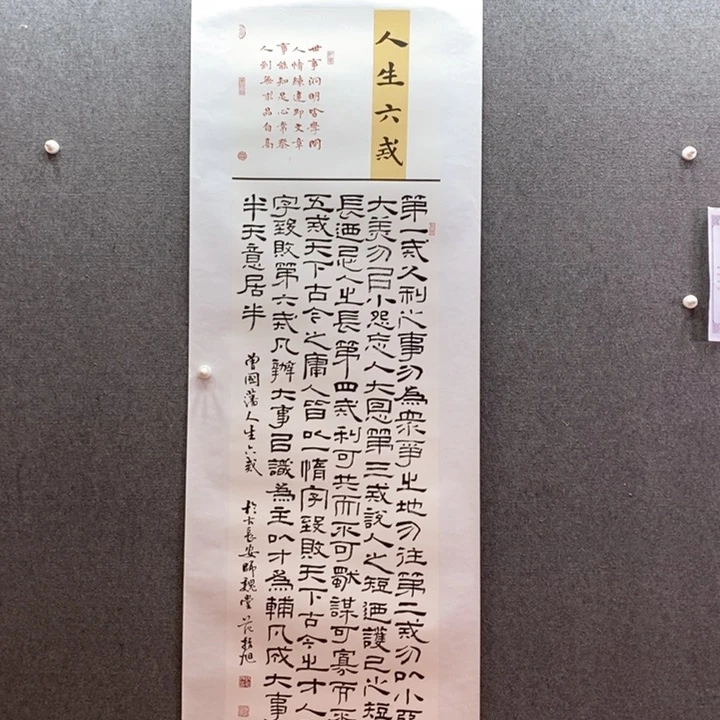 人生六戒
世事洞明皆學問
人情練達即文章
事能知足心常泰
人到無求品自高
第一戒久利之事勿為衆爭之地勿往第二戒勿以小惡
大美勿㠯小怨忘人大恩第三戒説人之短廼護己之短
長廼忌人之長第四戒利可共而不可獨謀可寡而不
五戒天下古今之庸人皆以一惰字致敗天下古今之才人
字致敗第六戒凡辦大事㠯識為主以才為輔凡成大事
半天意居半
曾國藩人生六戒
於古長安